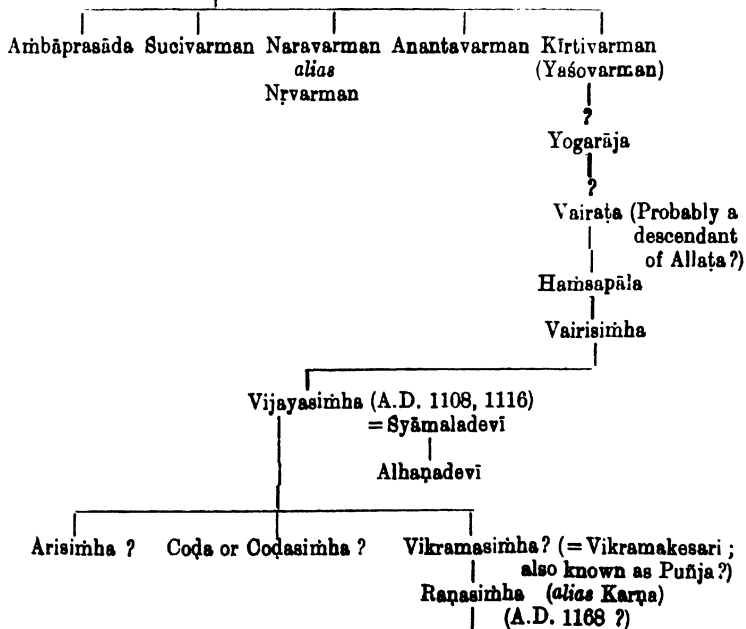 Aṁbāprasāda Sucivarman Naravarman Anantavarman Kīrtivarman
alias (Yaśovarman)
Nṛvarman
?
Yogarāja
?
Vairaṭa (Probably a
descendant
of Allaṭa?)
Haṁsapāla
Vairisiṁha
Vijayasiṁha (A.D. 1108, 1116)
= Syāmaladevī
Alhaṇadevī
Arisiṁha ? Coḍa or Coḍasiṁha ? Vikramasiṁha? (= Vikramakesari ;
also known as Puñja?)
Raṇasiṁha (alias Karṇa)
(A.D. 1168 ?)